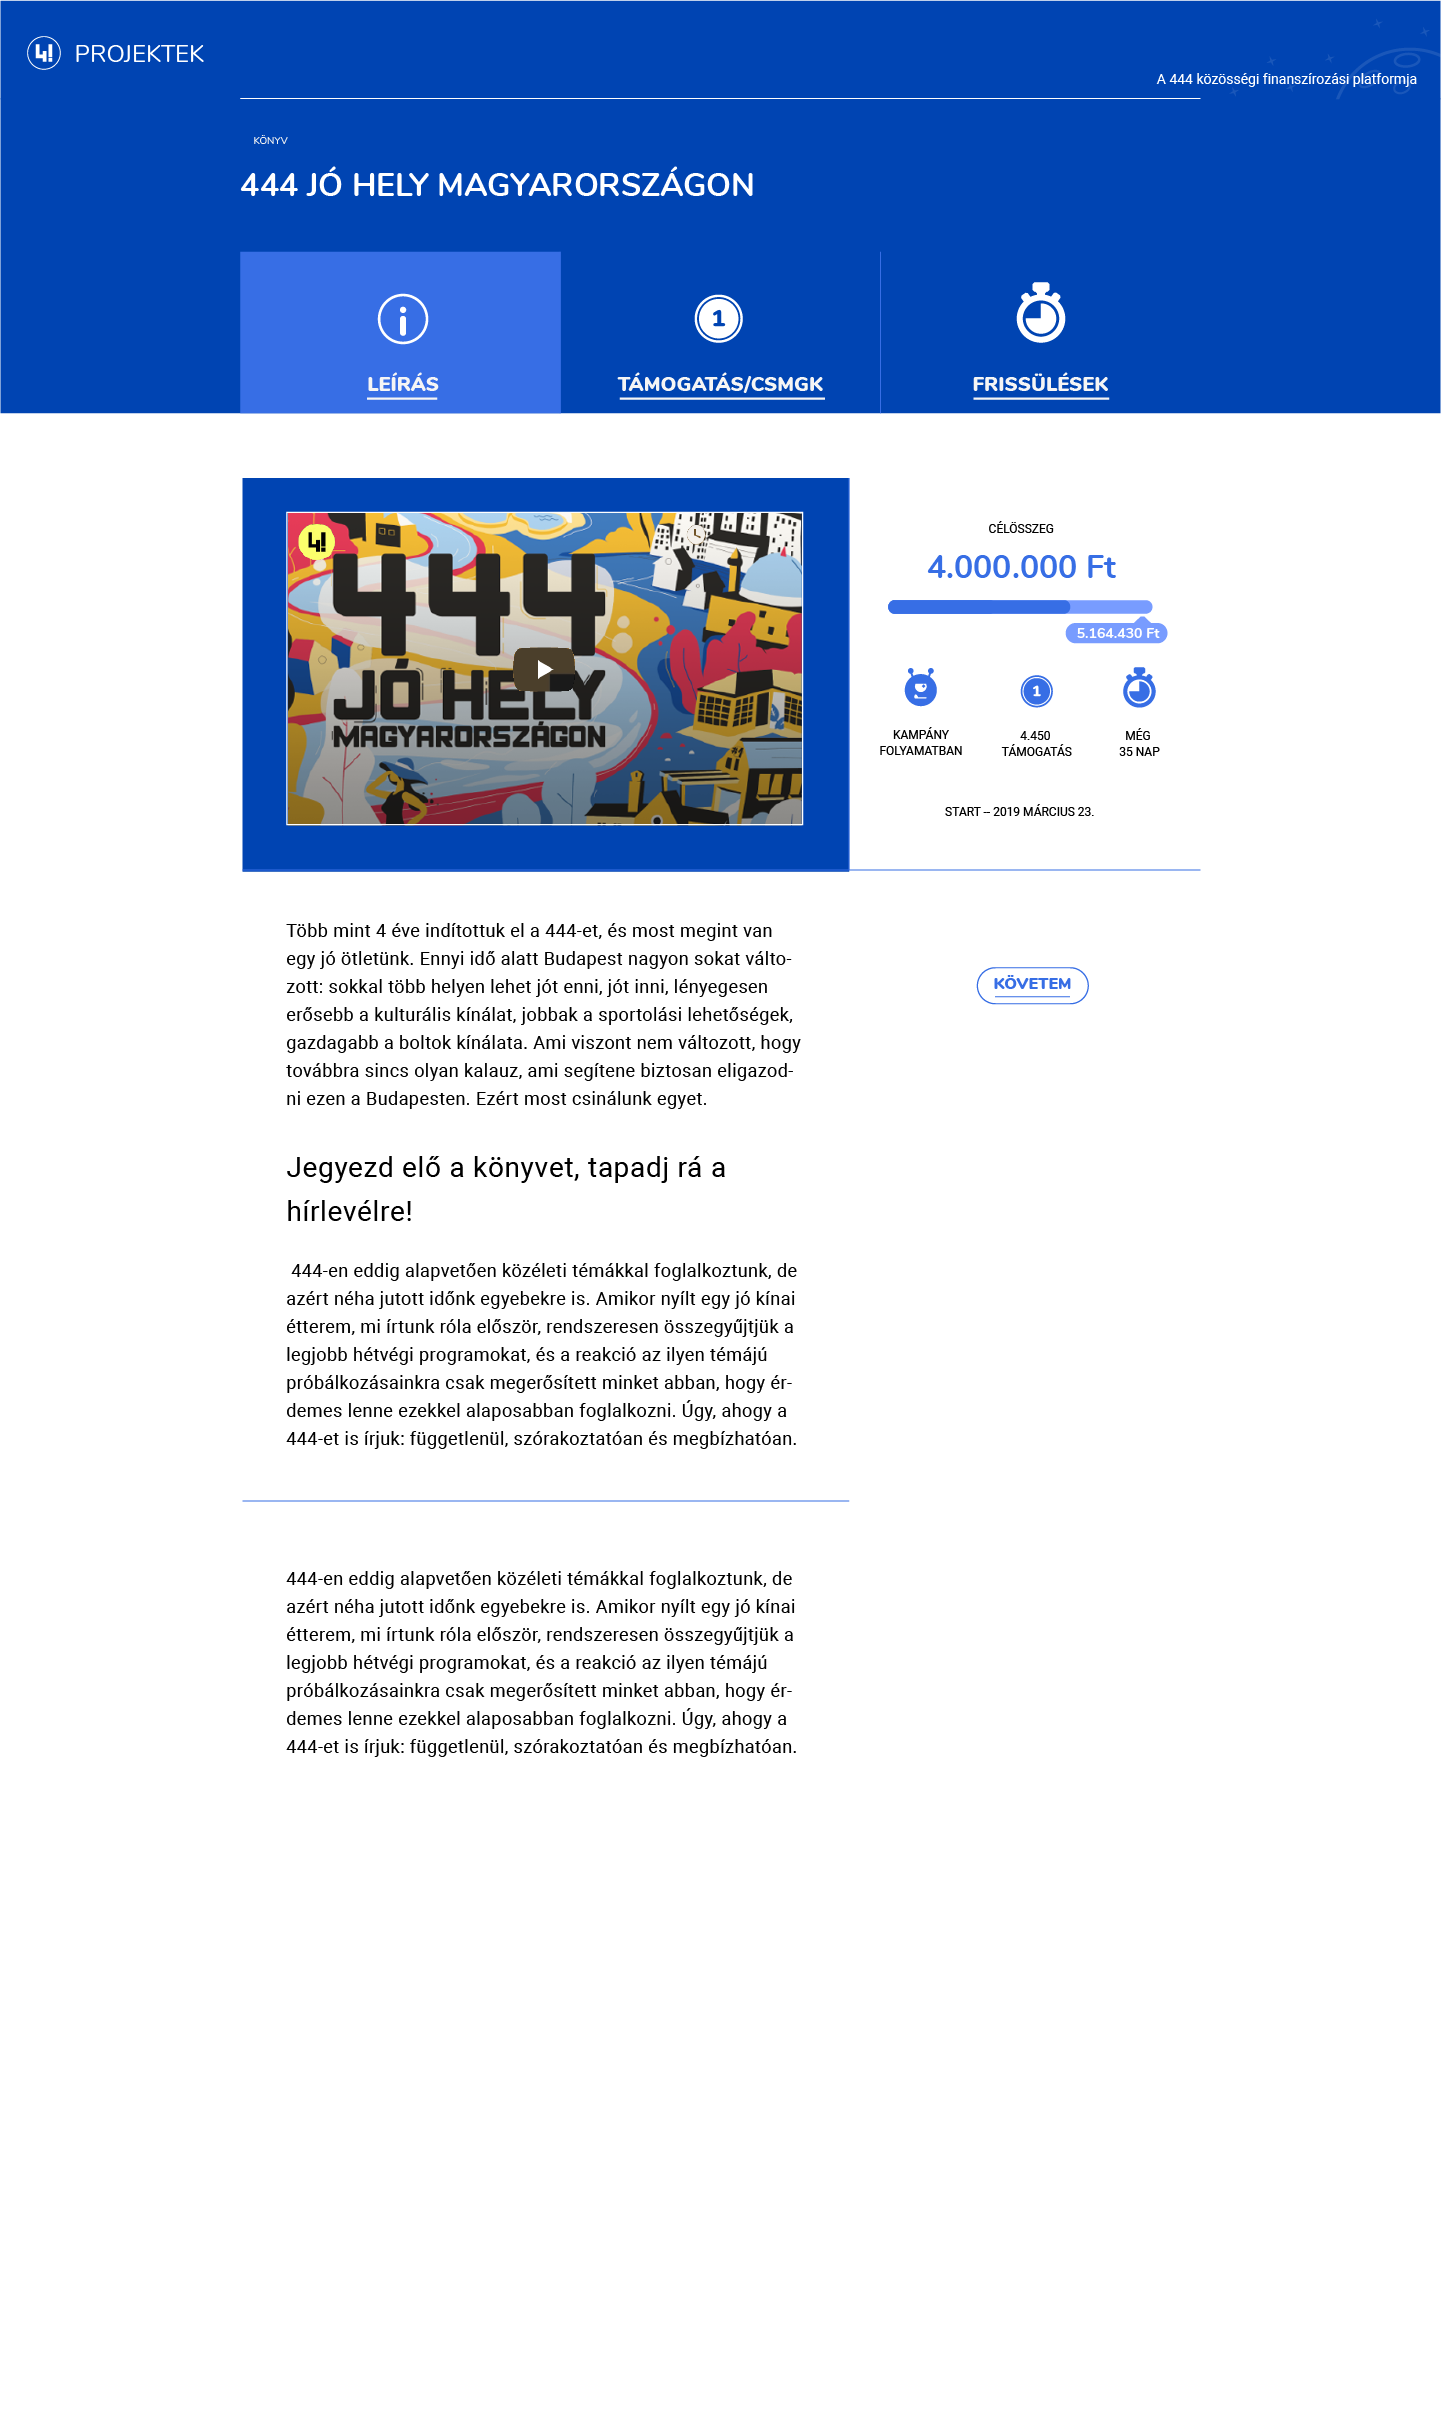 4! PROJEKTEK
A 444 közösségi finanszírozási platformja
KÖNYV
444 JÓ HELY MAGYARORSZÁGON
1
LEÍRÁS
TÁMOGATÁS/CSMGK
FRISSÜLÉSEK
4!
444
JÓ HELY
MAGYARORSZÁGON
CÉLÖSSZEG
4.000.000 Ft
5.164.430 Ft
1
KAMPÁNY
FOLYAMATBAN
4.450
TÁMOGATÁS
MÉG
35 NAP
START -- 2019 MÁRCIUS 23.
Több mint 4 éve indítottuk el a 444-et, és most megint van
egy jó ötletünk. Ennyi idő alatt Budapest nagyon sokat válto-
zott: sokkal több helyen lehet jót enni, jót inni, lényegesen
erősebb a kulturális kínálat, jobbak a sportolási lehetőségek,
gazdagabb a boltok kínálata. Ami viszont nem változott, hogy
továbbra sincs olyan kalauz, ami segítene biztosan eligazod-
ni ezen a Budapesten. Ezért most csinálunk egyet.
KÖVETEM
Jegyezd elő a könyvet, tapadj rá a
hírlevélre!
444-en eddig alapvetően közéleti témákkal foglalkoztunk, de
azért néha jutott időnk egyebekre is. Amikor nyílt egy jó kínai
étterem, mi írtunk róla először, rendszeresen összegyűjtjük a
legjobb hétvégi programokat, és a reakció az ilyen témájú
próbálkozásainkra csak megerősített minket abban, hogy ér-
demes lenne ezekkel alaposabban foglalkozni. Úgy, ahogy a
444-et is írjuk: függetlenül, szórakoztatóan és megbízhatóan.
444-en eddig alapvetően közéleti témákkal foglalkoztunk, de
azért néha jutott időnk egyebekre is. Amikor nyílt egy jó kínai
étterem, mi írtunk róla először, rendszeresen összegyűjtjük a
legjobb hétvégi programokat, és a reakció az ilyen témájú
próbálkozásainkra csak megerősített minket abban, hogy ér-
demes lenne ezekkel alaposabban foglalkozni. Úgy, ahogy a
444-et is írjuk: függetlenül, szórakoztatóan és megbízhatóan.